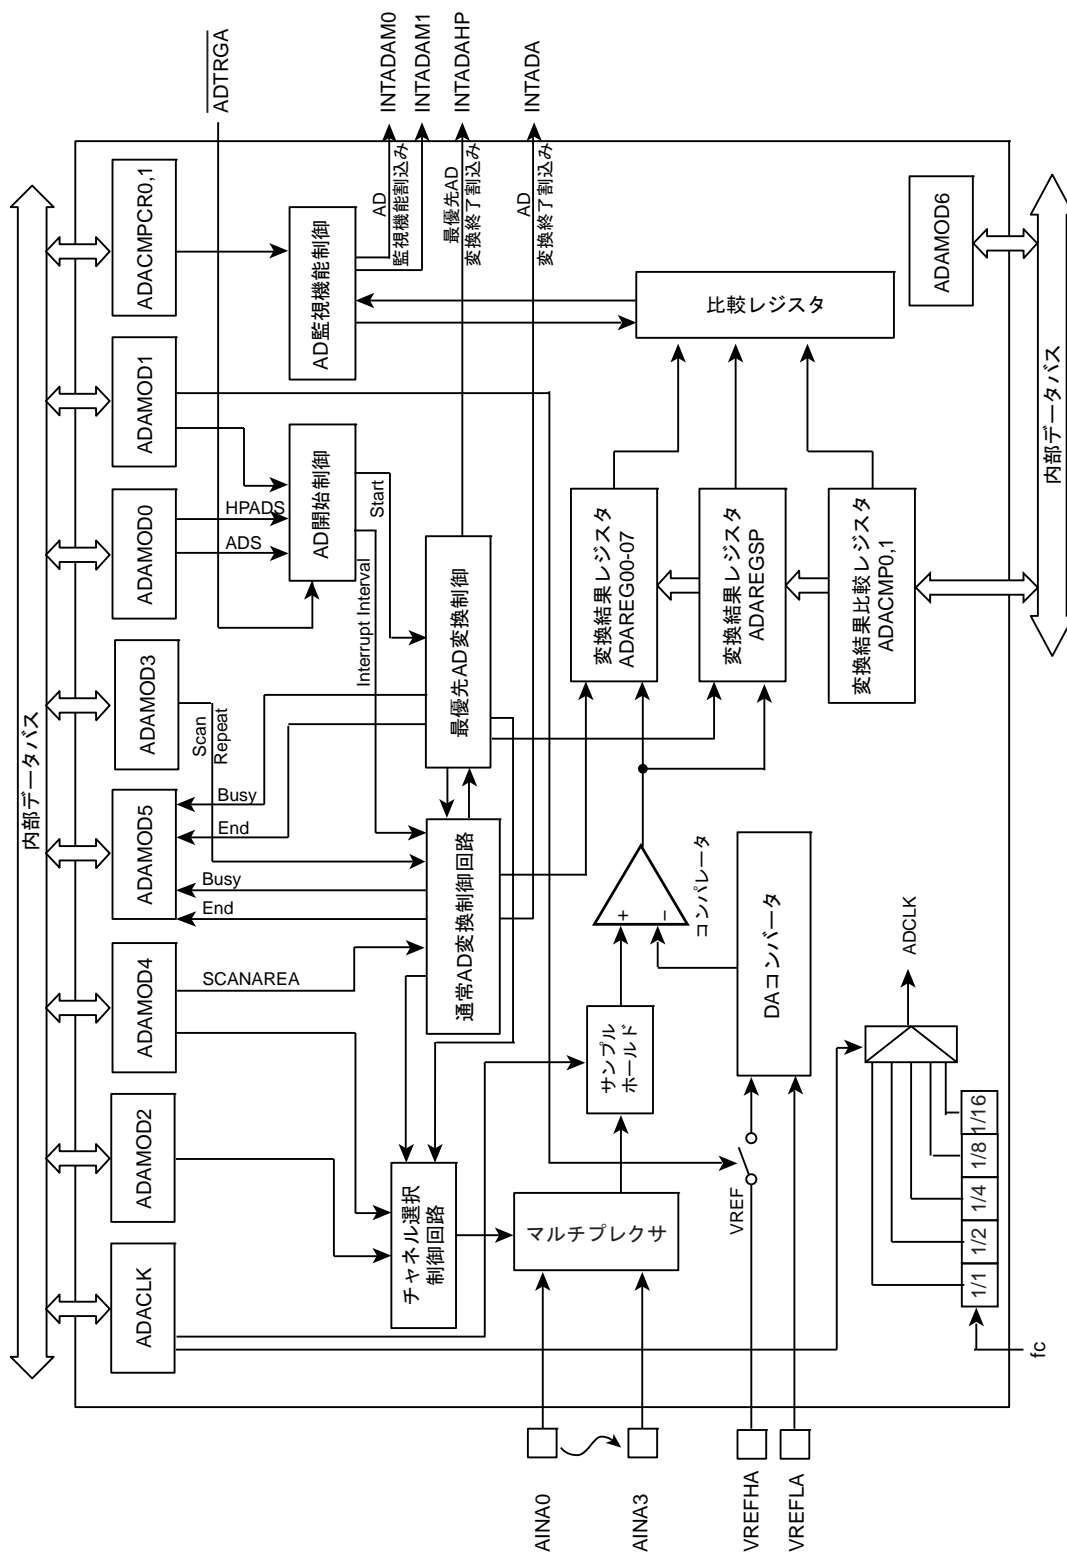 内部データバス
ADACLK
ADAMOD2
ADAMOD4
ADAMOD5
ADAMOD3
ADAMOD0
ADAMOD1
ADACMPCR0,1
ADTRGA
SCANAREA
End
Busy
End
Busy
Scan
Repeat
ADS
HPADS
AD開始制御
Start
Interrupt Interval
AD監視機能制御
AD
監視機能割込み
INTADAM0
INTADAM1
最優先AD
変換終了割込み
INTADAHP
AD
変換終了割込み
INTADA
チャネル選択
制御回路
通常AD変換制御回路
最優先AD変換制御
マルチプレクサ
サンプル
ホールド
+
−
コンパレータ
変換結果レジスタ
ADAREG00-07
変換結果レジスタ
ADAREGSP
変換結果比較レジスタ
ADACMP0,1
比較レジスタ
AINA0
AINA3
VREFHA
VREFLA
VREF
DAコンバータ
ADCLK
1/1
1/2
1/4
1/8
1/16
fc
ADAMOD6
内部データバス